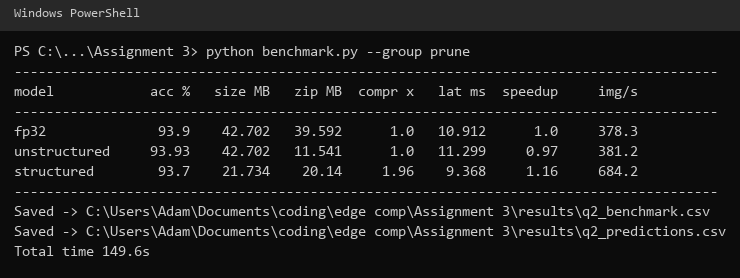 Windows PowerShell
PS C:\...\Assignment 3> python benchmark.py --group prune
----------------------------------------------------------------------------------------
model            acc %   size MB   zip MB  compr x   lat ms  speedup     img/s
----------------------------------------------------------------------------------------
fp32              93.9    42.702   39.592      1.0   10.912      1.0     378.3
unstructured     93.93    42.702   11.541      1.0   11.299     0.97     381.2
structured        93.7    21.734    20.14     1.96    9.368     1.16     684.2
----------------------------------------------------------------------------------------
Saved -> C:\Users\Adam\Documents\coding\edge comp\Assignment 3\results\q2_benchmark.csv
Saved -> C:\Users\Adam\Documents\coding\edge comp\Assignment 3\results\q2_predictions.csv
Total time 149.6s